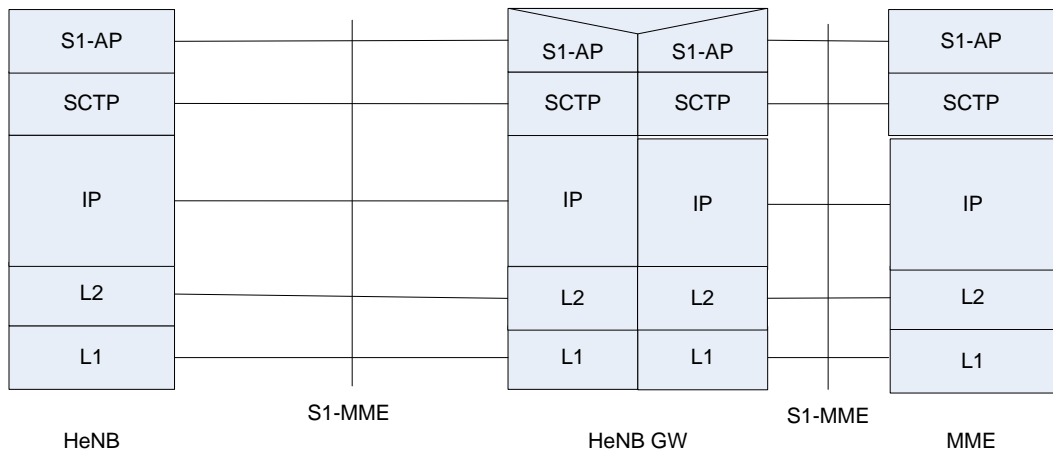 S1-AP
S1-AP
S1-AP
S1-AP
SCTP
SCTP
SCTP
SCTP
IP
IP
IP
IP
L2
L2
L2
L2
L1
L1
L1
L1
S1-MME
S1-MME
HeNB
HeNB GW
MME